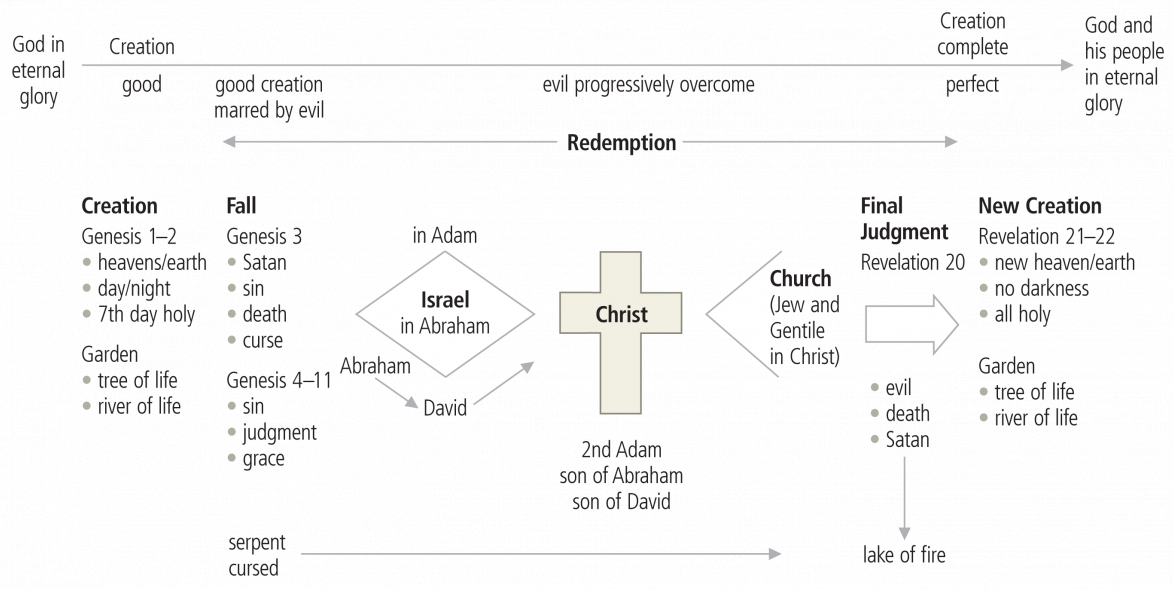 God in
eternal
glory
Creation
good
good creation
marred by evil
evil progressively overcome
Creation
complete
perfect
God and
his people
in eternal
glory
Redemption
Creation
Genesis 1–2
• heavens/earth
• day/night
• 7th day holy
Garden
• tree of life
• river of life
Fall
Genesis 3
• Satan
• sin
• death
• curse
Genesis 4–11
• sin
• judgment
• grace
in Adam
Israel
in Abraham
Abraham
David
Christ
2nd Adam
son of Abraham
son of David
Church
(Jew and
Gentile
in Christ)
Final
Judgment
Revelation 20
• evil
• death
• Satan
lake of fire
New Creation
Revelation 21–22
• new heaven/earth
• no darkness
• all holy
Garden
• tree of life
• river of life
serpent
cursed